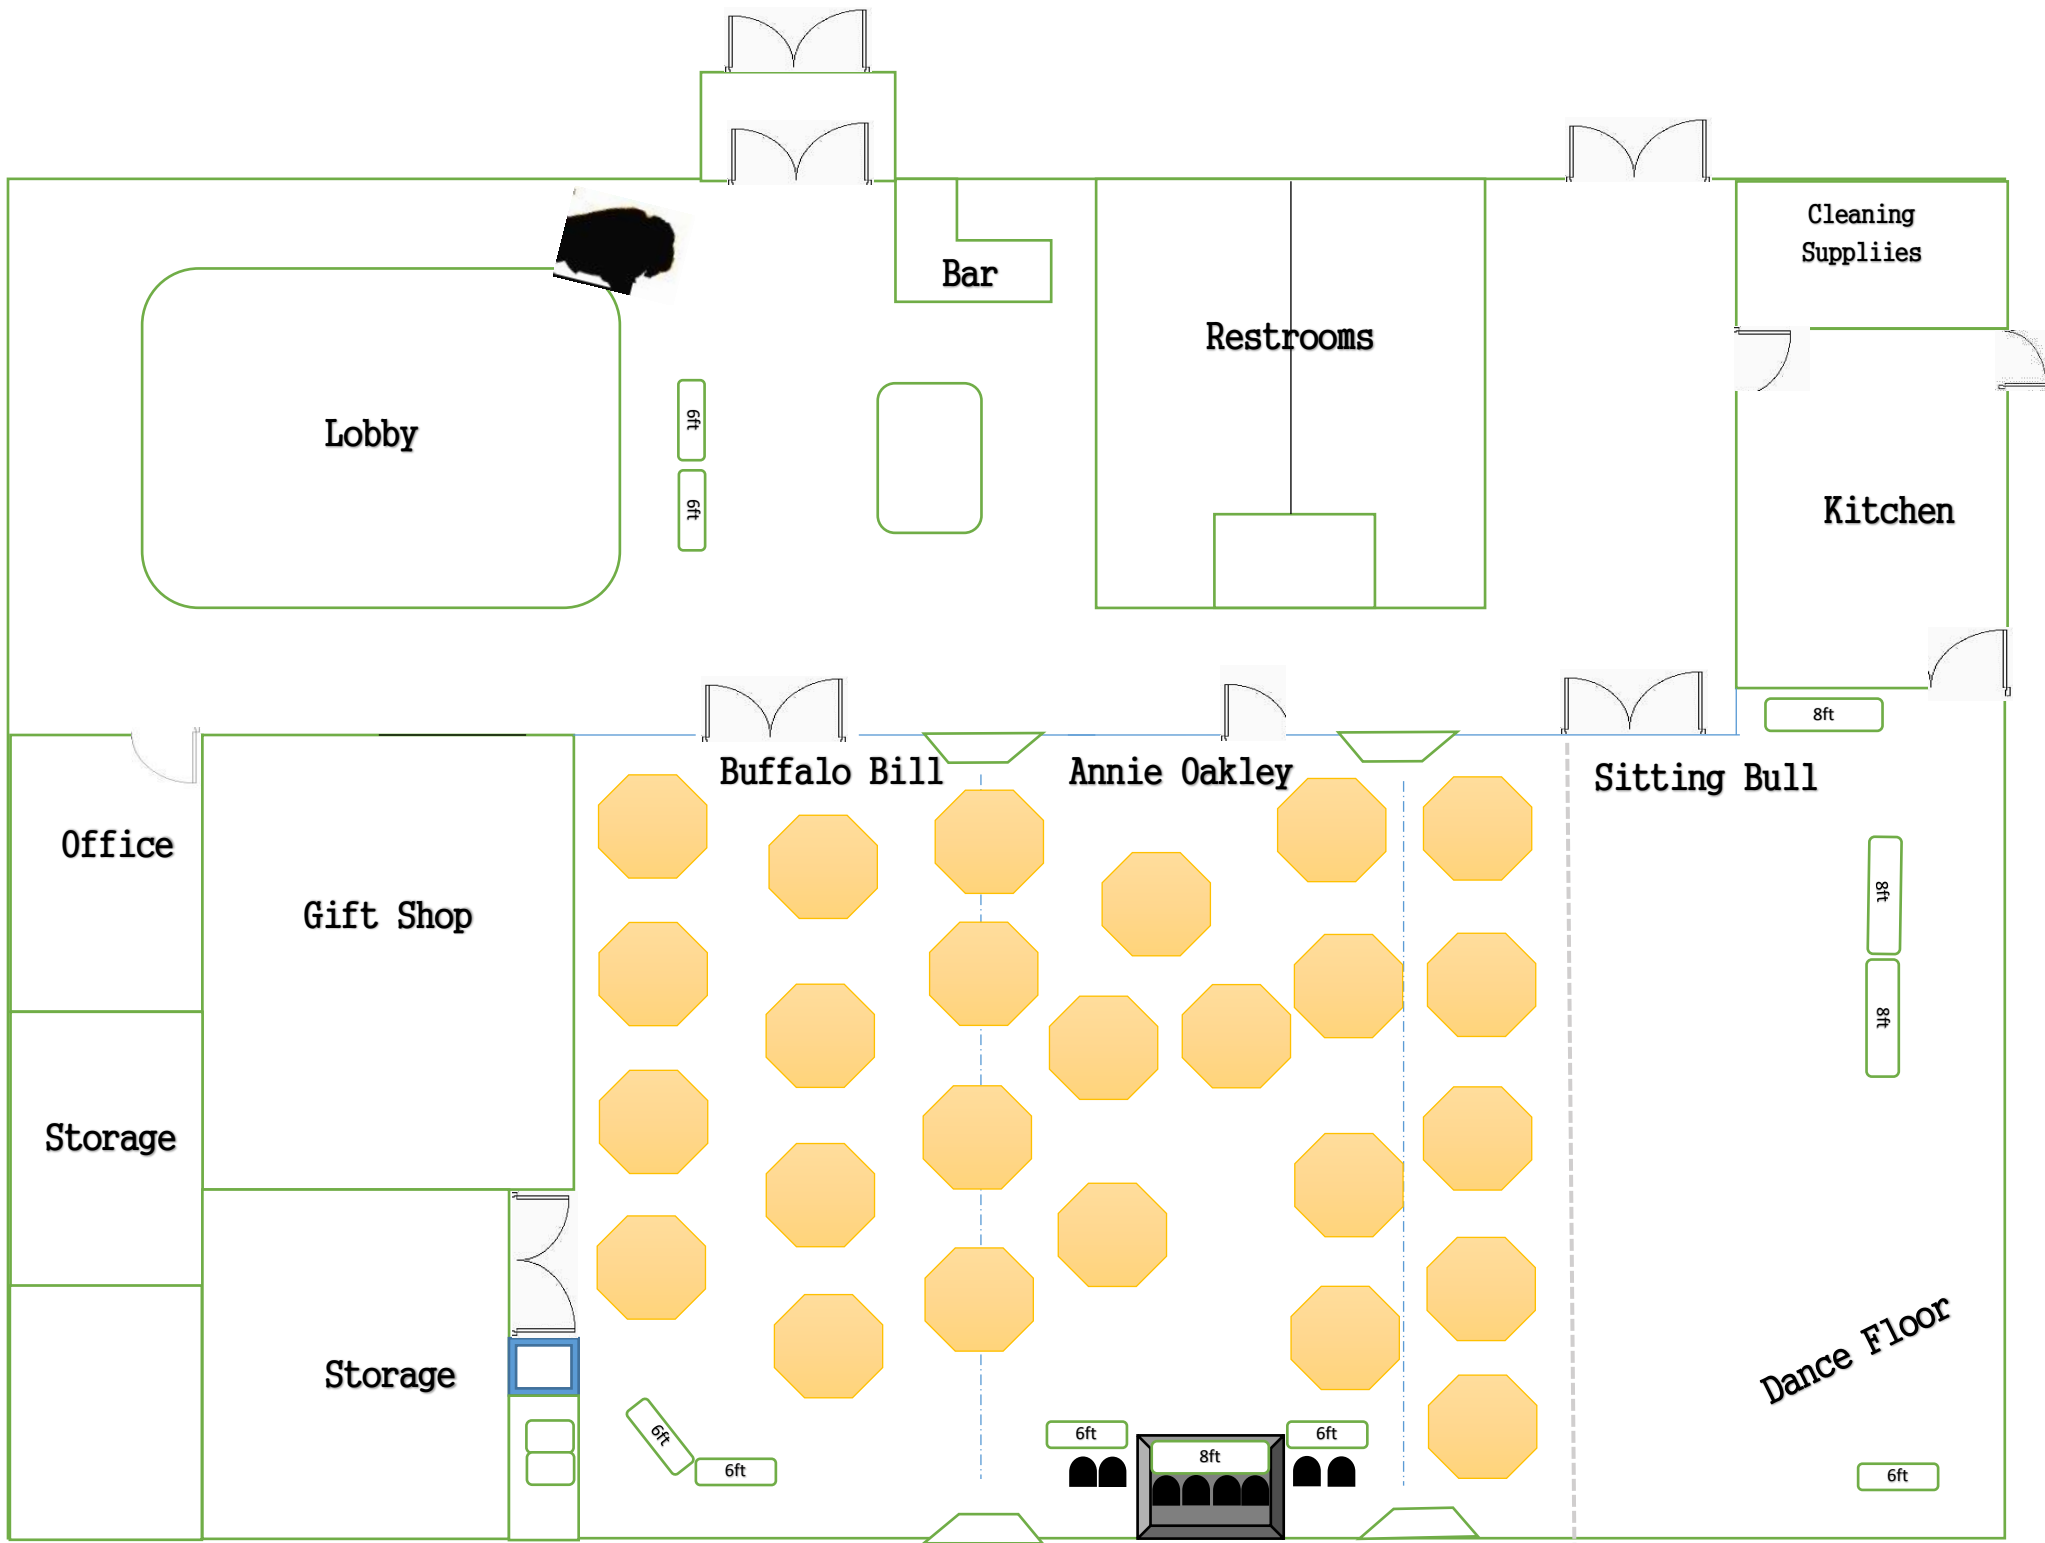 Cleaning
Suppliies
Bar
Restrooms
6ft
Lobby
6ft
Kitchen
8ft
Buffalo Bill
Annie Oakley
Sitting Bull
Office
8ft
Gift Shop
8ft
Storage
Dance Floor
Storage
6ft
6ft
6ft
8ft
6ft
6ft